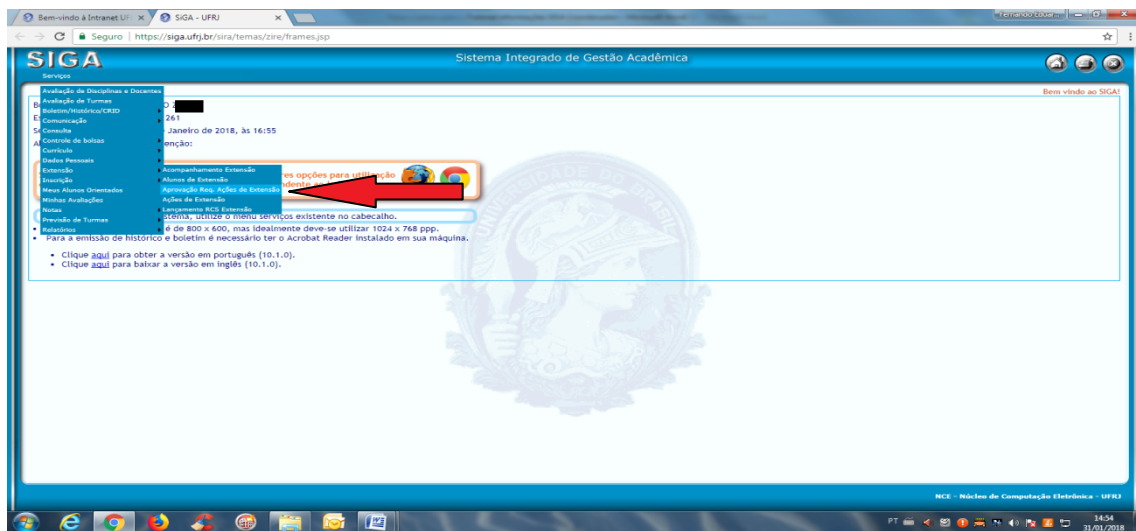 Bem-vindo à Intranet UF
SiGA - UFRJ
Seguro | https://siga.ufrj.br/sira/temas/zire/frames.jsp
SIGA
Sistema Integrado de Gestão Acadêmica
Serviços
Bem vindo ao SIGA!
Avaliação de Disciplinas e Docentes
Avaliação de Turmas
Boletim/Histórico/CRID
Comunicação
261
Consulta
Janeiro de 2018, às 16:55
Controle de bolsas
enção:
Currículo
Dados Pessoais
Extensão
Acompanhamento Extensão
res opções para utilização
Inscrição
Alunos de Extensão
Meus Alunos Orientados
Aprovação Req. Ações de Extensão
Minhas Avaliações
Ações de Extensão
Notas
Lançamento RCS Extensão
Previsão de Turmas
stema, utilize o menu serviços existente no cabecalho.
Relatórios
é de 800 x 600, mas idealmente deve-se utilizar 1024 x 768 ppp.
Para a emissão de histórico e boletim é necessário ter o Acrobat Reader instalado em sua máquina.
Clique aqui para obter a versão em português (10.1.0).
Clique aqui para baixar a versão em inglês (10.1.0).
NCE - Núcleo de Computação Eletrônica - UFRJ
PT
14:54
31/01/2018